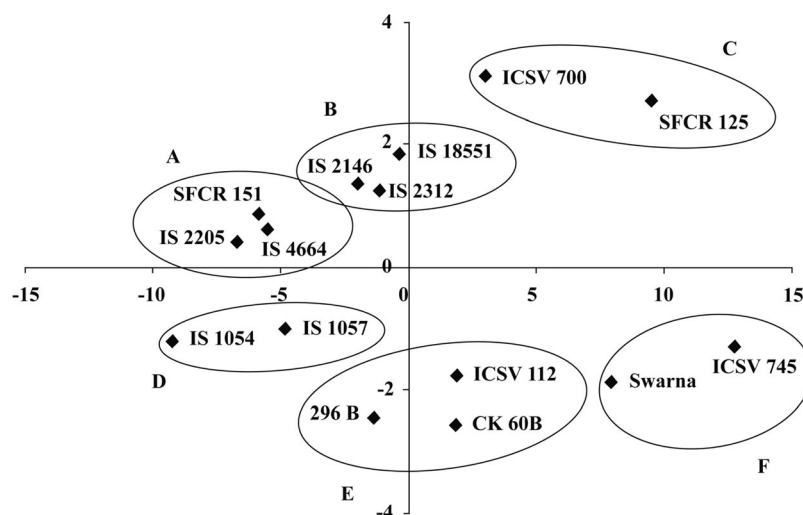 4
C
ICSV 700
B
SFCR 125
2
IS 18551
A
IS 2146
IS 2312
SFCR 151
IS 2205
IS 4664
0
-15
-10
-5
0
5
10
15
IS 1054
IS 1057
ICSV 745
ICSV 112
Swarna
D
-2
296 B
CK 60B
F
E
-4